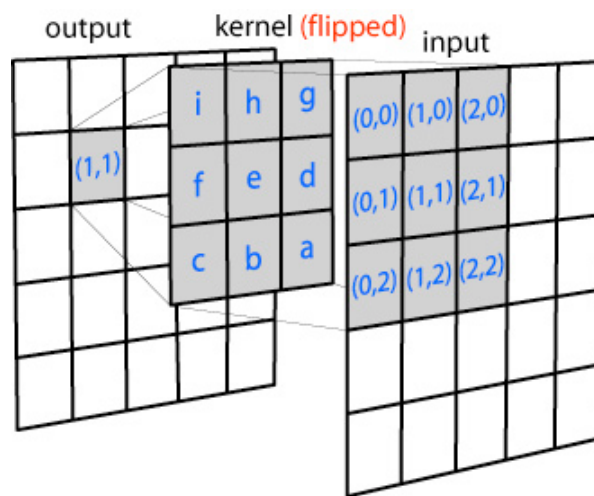 output kernel (flipped) input
i h g
f e d
c b a
(1,1)
(0,0) (1,0) (2,0)
(0,1) (1,1) (2,1)
(0,2) (1,2) (2,2)